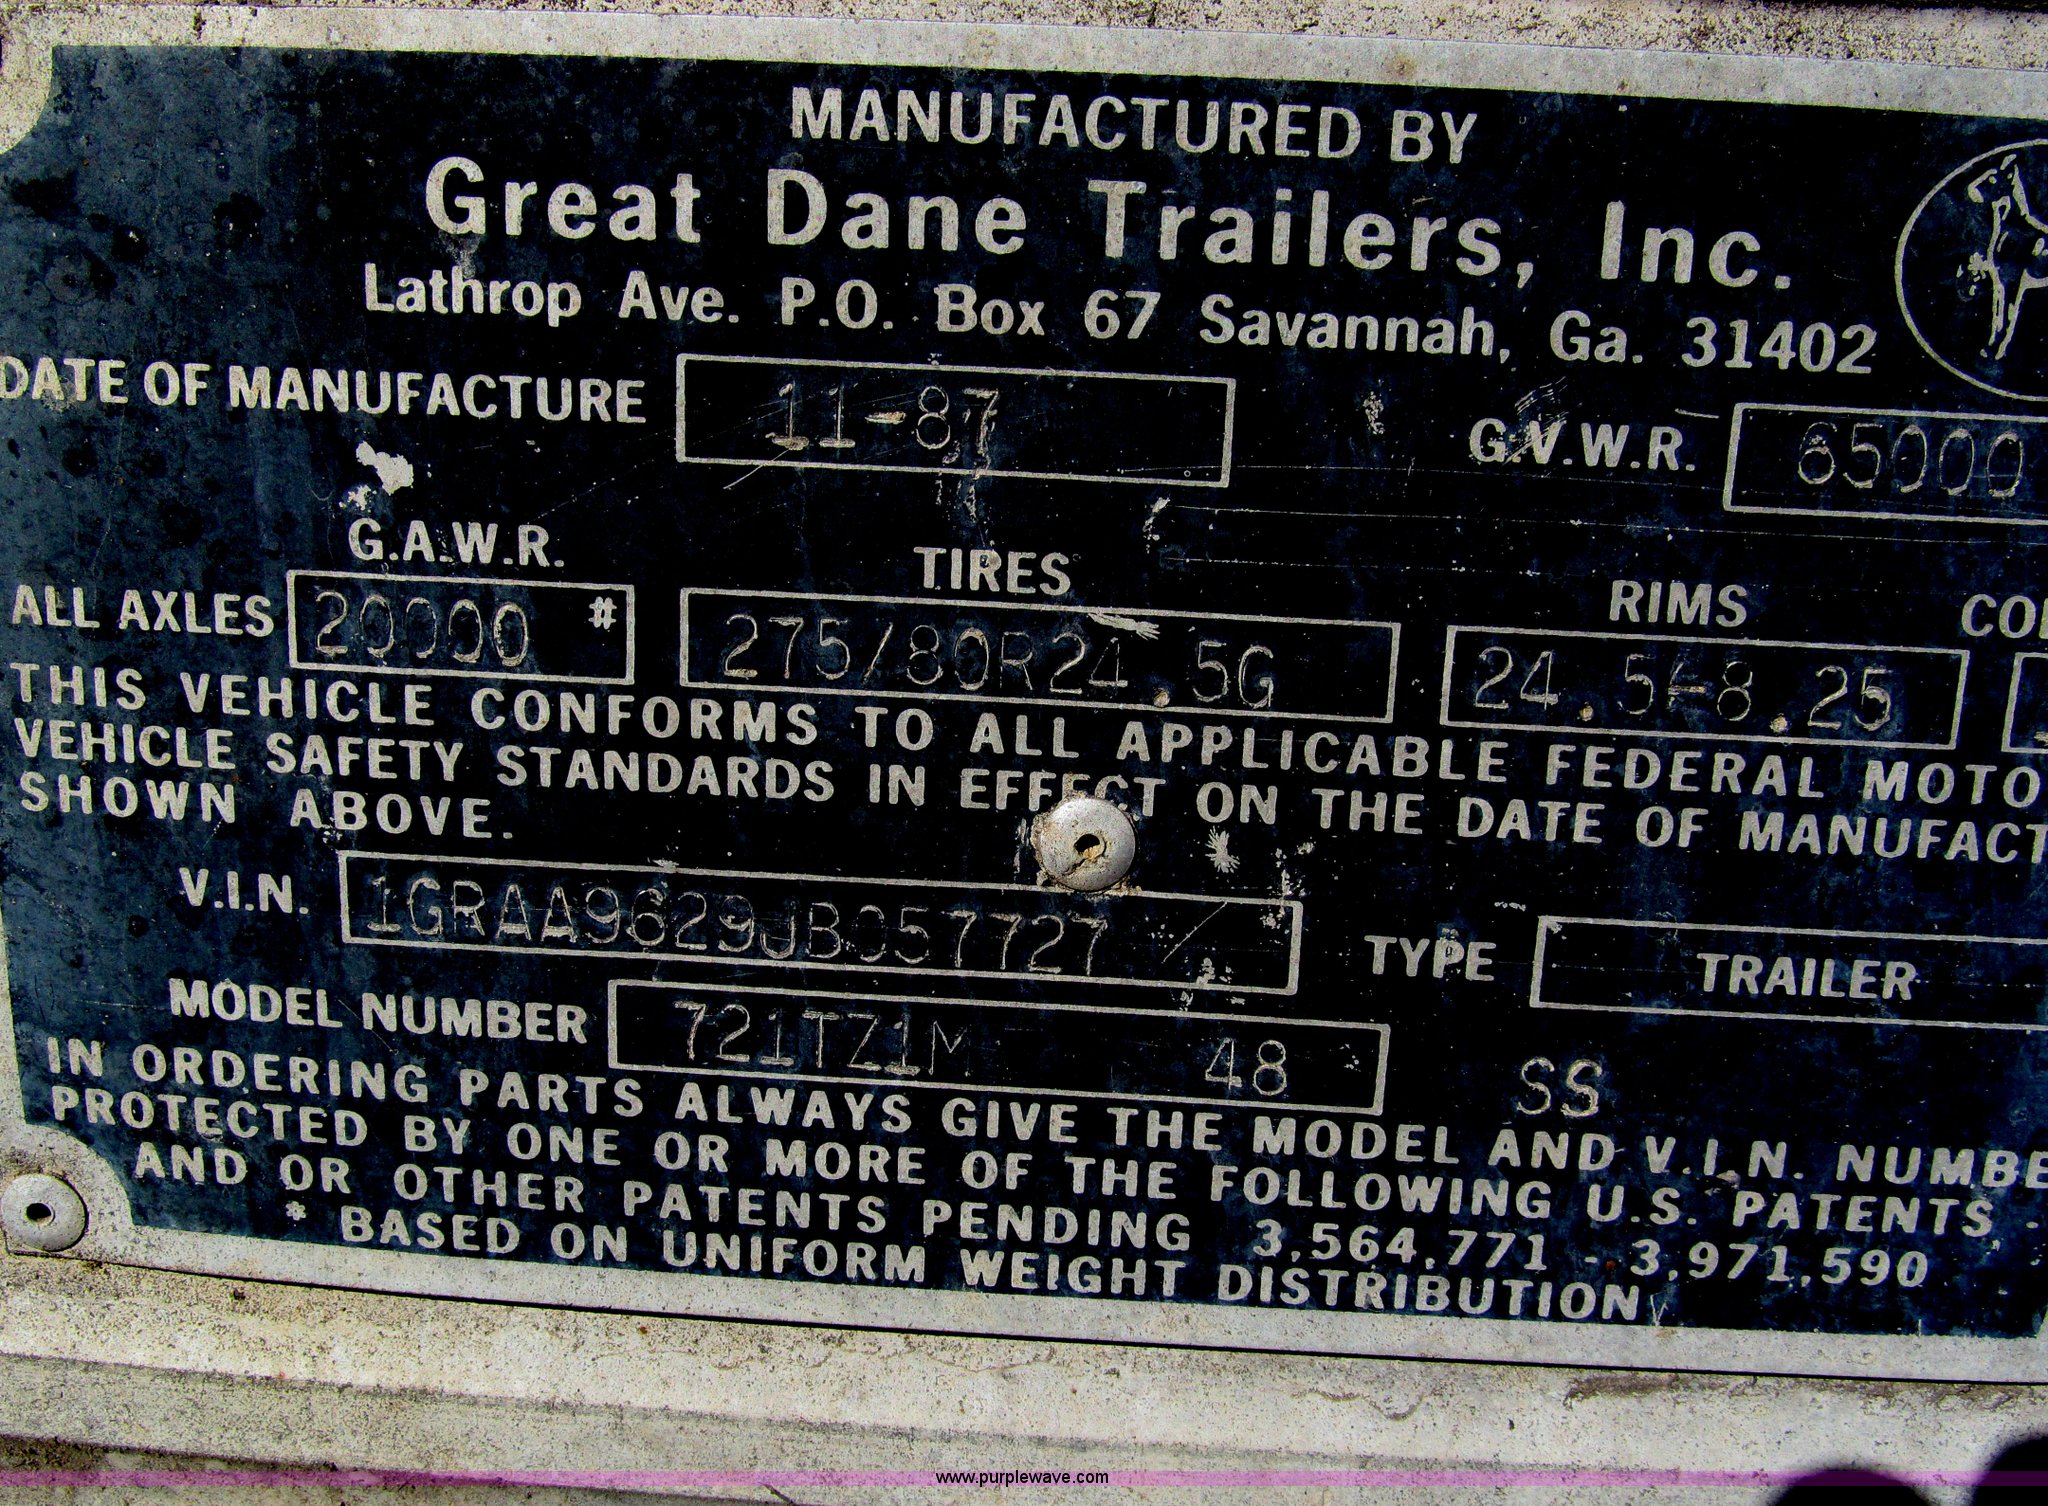 MANUFACTURED BY
Great Dane Trailers, Inc.
Lathrop Ave. P.O. Box 67 Savannah, Ga. 31402
DATE OF MANUFACTURE 11-87 G.V.W.R. 65000
G.A.W.R. TIRES RIMS
ALL AXLES 20000 # 275/80R24.5G 24.5-8.25
THIS VEHICLE CONFORMS TO ALL APPLICABLE FEDERAL MOTO
VEHICLE SAFETY STANDARDS IN EFFECT ON THE DATE OF MANUFACT
SHOWN ABOVE.
V.I.N. 1GRAA9629JB057727 TYPE TRAILER
MODEL NUMBER 721TZ1M 48 SS
IN ORDERING PARTS ALWAYS GIVE THE MODEL AND V.I.N. NUMBE
PROTECTED BY ONE OR MORE OF THE FOLLOWING U.S. PATENTS, -
AND OR OTHER PATENTS PENDING 3,564,771 - 3,971,590
* BASED ON UNIFORM WEIGHT DISTRIBUTION
www.purplewave.com